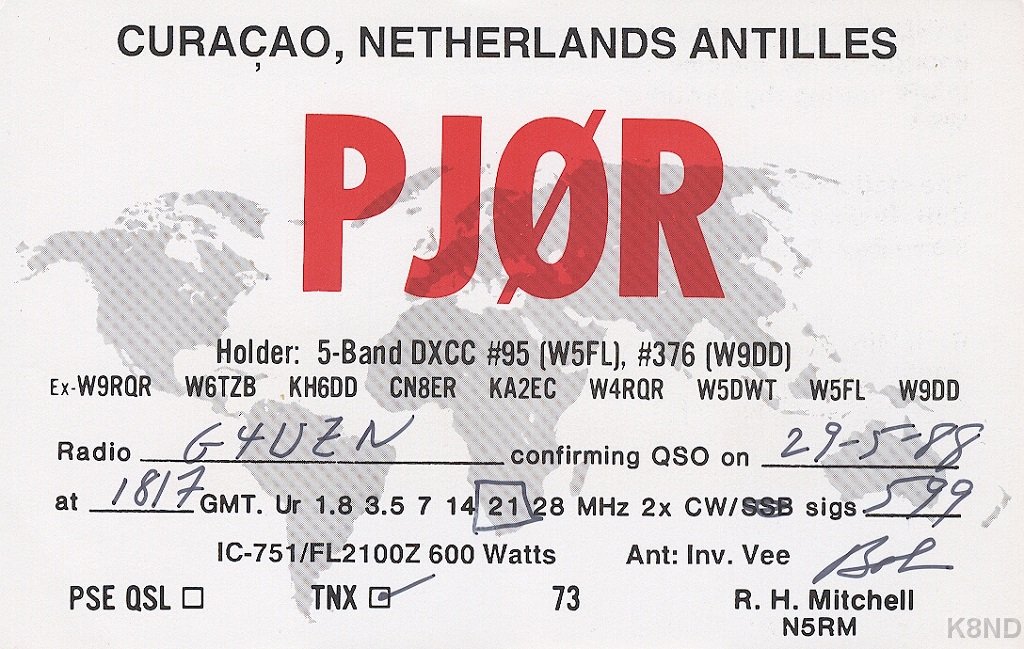 CURAÇAO, NETHERLANDS ANTILLES
PJØR
Holder: 5-Band DXCC #95 (W5FL), #376 (W9DD)
Ex-W9RQR W6TZB KH6DD CN8ER KA2EC W4RQR W5DWT W5FL W9DD
Radio G4UZN confirming QSO on 29-5-88
at 1817 GMT. Ur 1.8 3.5 7 14 21 28 MHz 2x CW/SSB sigs 599
IC-751/FL2100Z 600 Watts Ant: Inv. Vee Bob
PSE QSL TNX 73 R. H. Mitchell
N5RM
K8ND